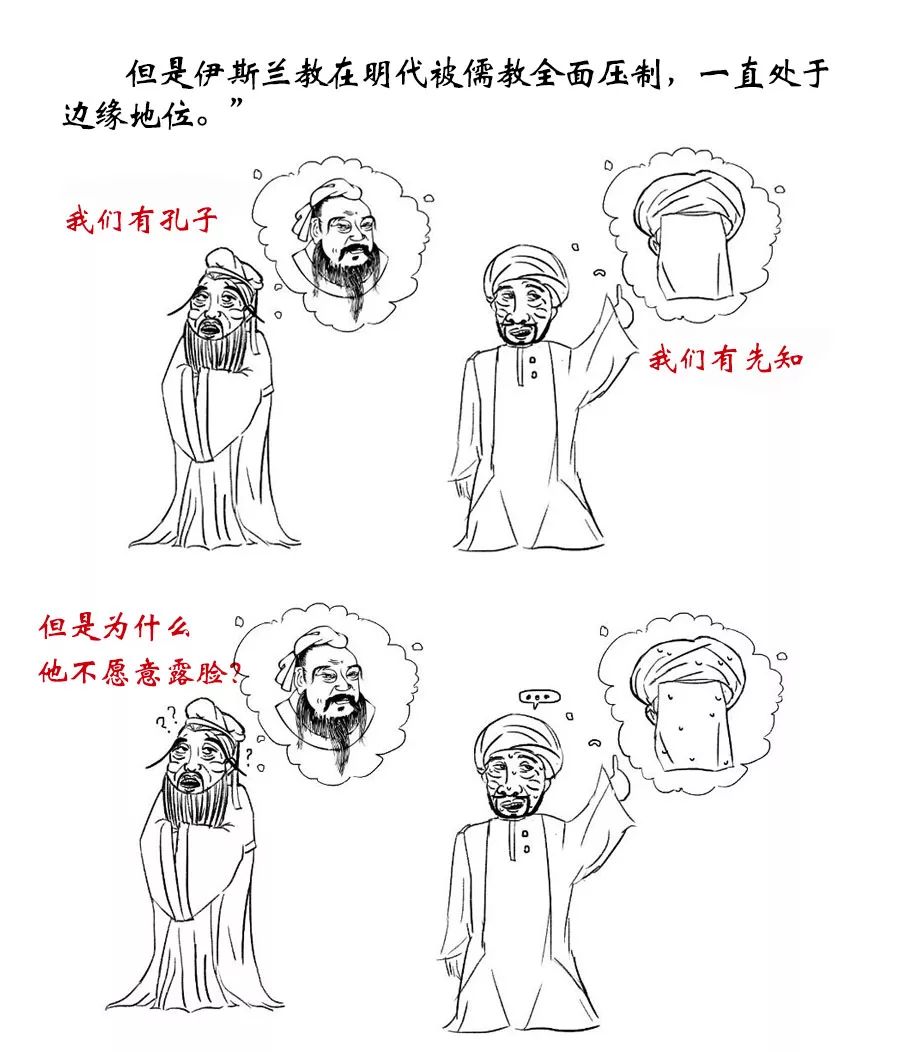 但是伊斯兰教在明代被儒教全面压制，一直处于
边缘地位。”
我们有孔子
我们有先知
但是为什么
他不愿意露脸？
??
?
?